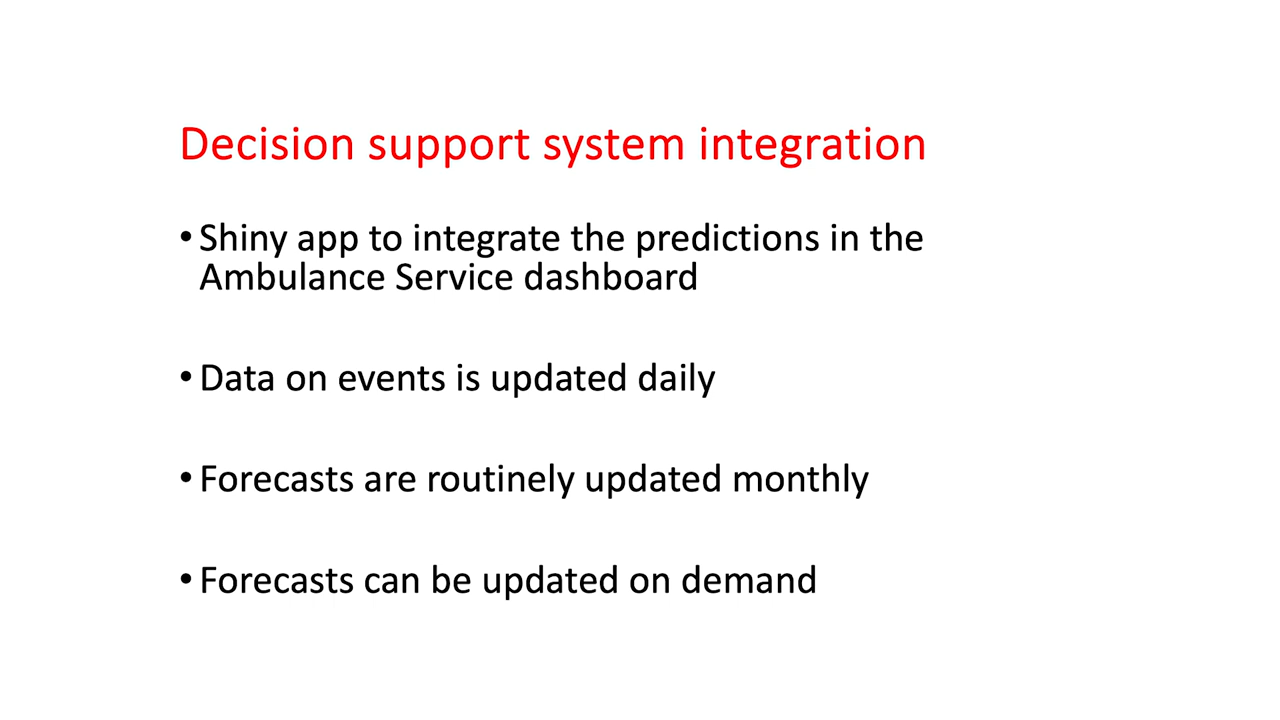 Decision support system integration
• Shiny app to integrate the predictions in the
Ambulance Service dashboard
• Data on events is updated daily
• Forecasts are routinely updated monthly
• Forecasts can be updated on demand